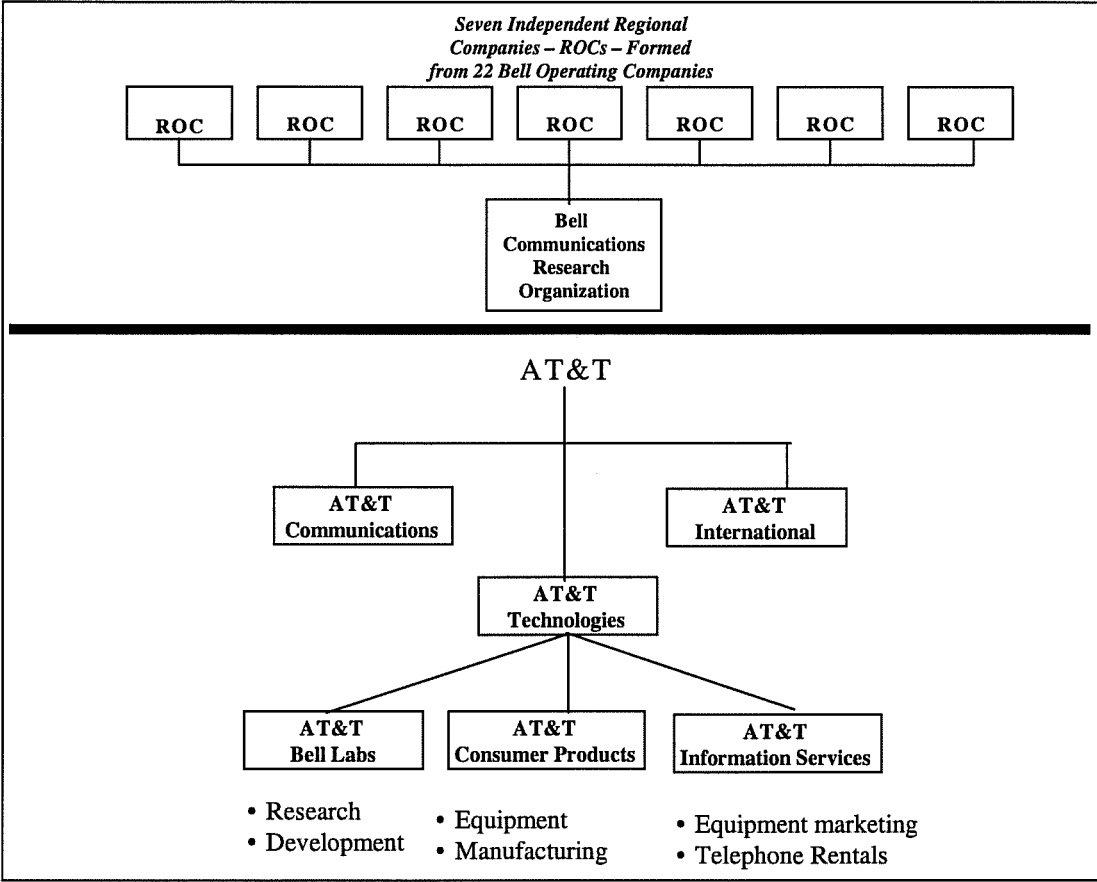 Seven Independent Regional
Companies – ROCs – Formed
from 22 Bell Operating Companies
ROC ROC ROC ROC ROC ROC ROC
Bell
Communications
Research
Organization
AT&T
AT&T
Communications
AT&T
International
AT&T
Technologies
AT&T
Bell Labs
AT&T
Consumer Products
AT&T
Information Services
• Research
• Development
• Equipment
• Manufacturing
• Equipment marketing
• Telephone Rentals